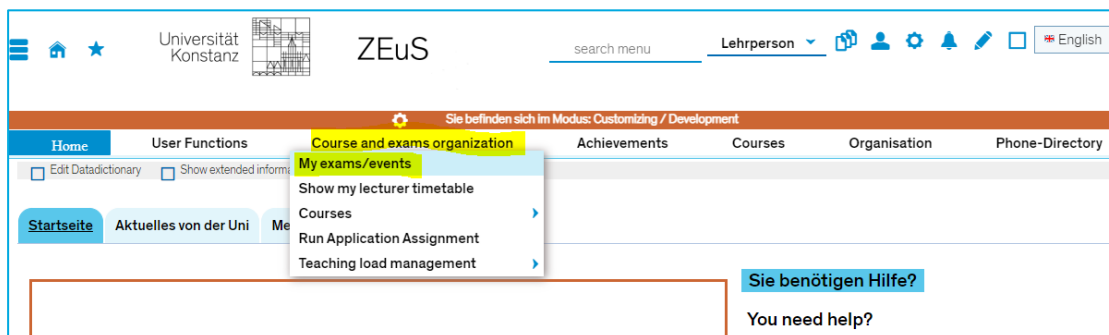 Universität
Konstanz
ZEuS
search menu
Lehrperson
English
Sie befinden sich im Modus: Customizing / Development
Home User Functions Course and exams organization Achievements Courses Organisation Phone-Directory
Edit Datadictionary Show extended informa
My exams/events
Show my lecturer timetable
Courses
Run Application Assignment
Teaching load management
Startseite Aktuelles von der Uni Me
Sie benötigen Hilfe?
You need help?